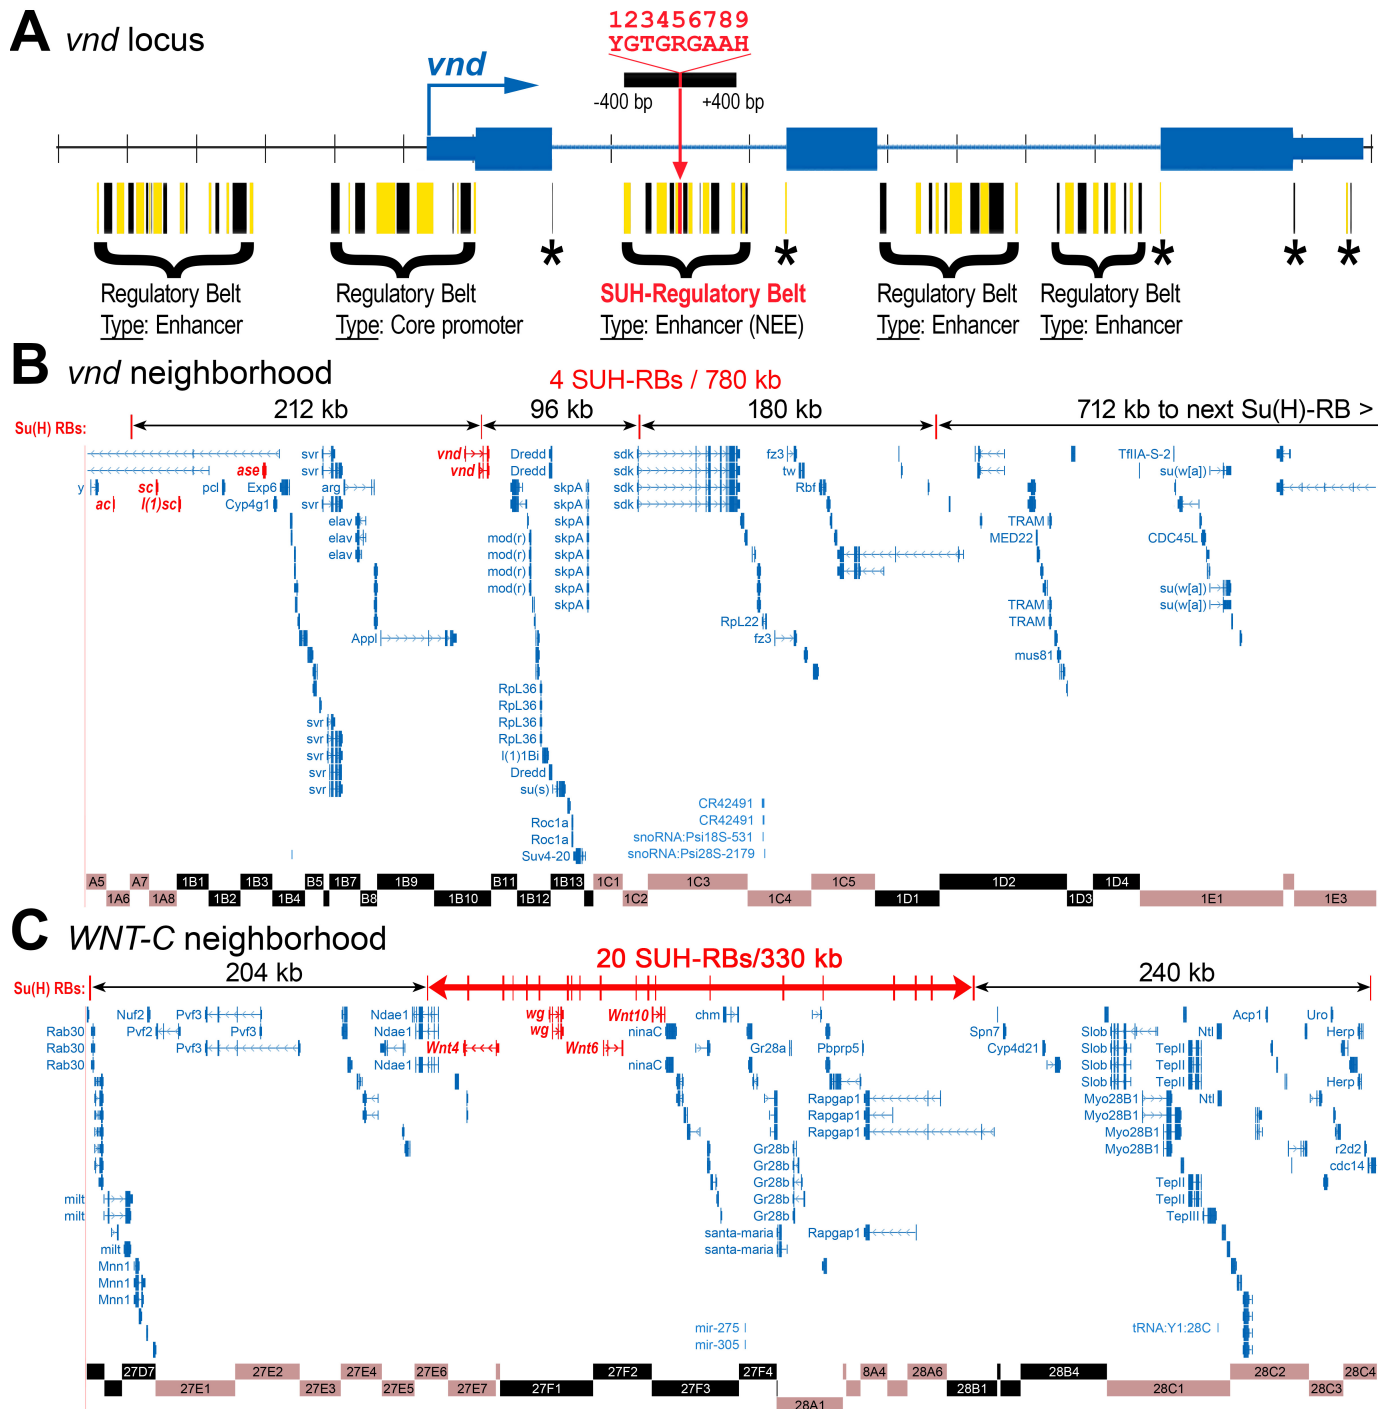 A vnd locus
123456789
YGTGRGAAH
vnd
-400 bp
+400 bp
* * * * *
Regulatory Belt
Type: Enhancer
Regulatory Belt
Type: Core promoter
SUH-Regulatory Belt
Type: Enhancer (NEE)
Regulatory Belt
Type: Enhancer
Regulatory Belt
Type: Enhancer
B vnd neighborhood
4 SUH-RBs / 780 kb
212 kb 96 kb 180 kb 712 kb to next Su(H)-RB >
Su(H) RBs:
svr vnd Dredd sdk fz3 TfIIA-S-2
ase svr vnd Dredd sdk tw su(w[a])
y sc pcl Exp6 arg skpA sdk Rbf
ac l(1)sc Cyp4g1 svr skpA sdk
elav skpA TRAM
elav mod(r) skpA MED22 CDC45L
elav mod(r) skpA
mod(r) skpA su(w[a])
skpA TRAM su(w[a])
RpL22 TRAM
Appl fz3
mus81
RpL36
RpL36
svr RpL36
svr RpL36
svr l(1)1Bi
svr Dredd
svr su(s)
CR42491
Roc1a CR42491
Roc1a snoRNA:Psi18S-531
Suv4-20 snoRNA:Psi28S-2179
A5 A7 1B1 1B3 B5 1B7 1B9 B11 1B13 1C1 1C3 1C5 1D2 1D4
1A6 1A8 1B2 1B4 B8 1B10 1B12 1C2 1C4 1D1 1D3 1E1 1E3
C WNT-C neighborhood
20 SUH-RBs/330 kb
204 kb 240 kb
Su(H) RBs:
Nuf2 Pvf3 Ndae1 wg Wnt10 chm Acp1 Uro
Rab30 Pvf2 Pvf3 Ndae1 wg ninaC Spn7 Slob Ntl Herp
Rab30 Pvf3 Wnt4 Wnt6 Gr28a Pbprp5 Cyp4d21 Slob TepII
Rab30 Ndae1 ninaC Slob TepII
Slob TepII Herp
Rapgap1 Myo28B1 Ntl
Rapgap1 Myo28B1
Rapgap1 Myo28B1
Gr28b Myo28B1 r2d2
Gr28b cdc14
Gr28b TepII
milt Gr28b TepII
milt Gr28b TepIII
santa-maria Rapgap1
milt santa-maria
Mnn1
Mnn1
Mnn1
mir-275 tRNA:Y1:28C
mir-305
27D7 27E2 27E4 27E6 27F2 27F4 8A4 28A6 28B4 28C2 28C4
27E1 27E3 27E5 27E7 27F1 27F3 28A1 28B1 28C1 28C3